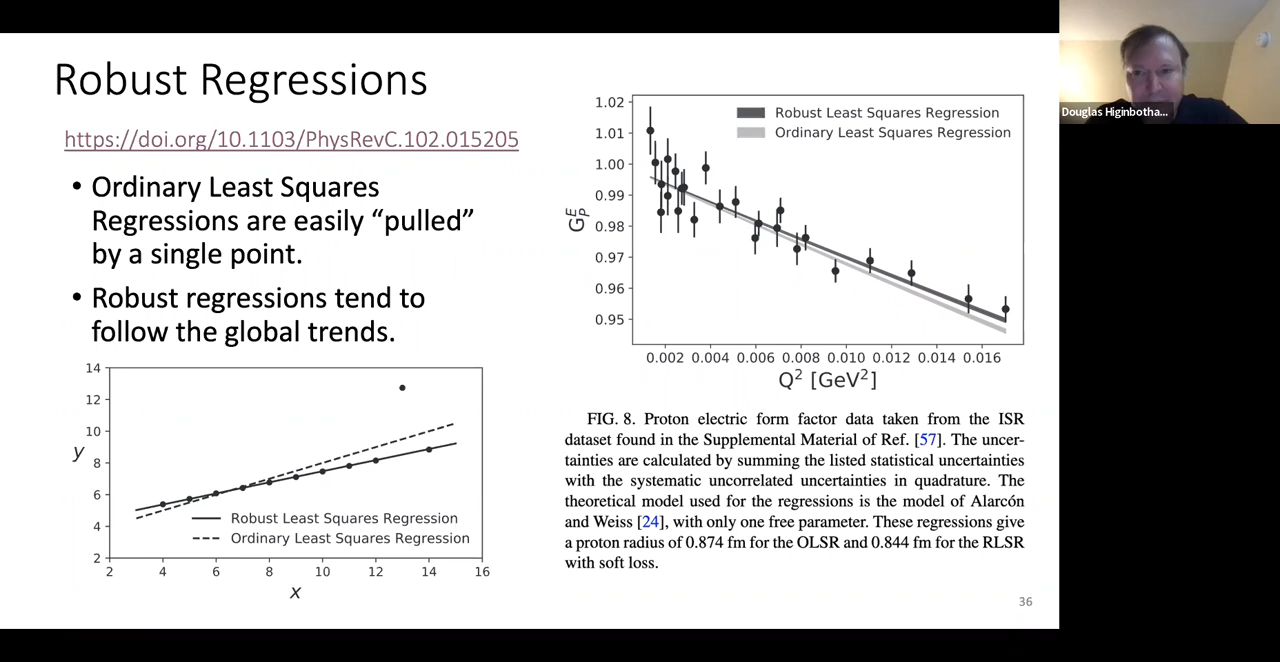 Robust Regressions
https://doi.org/10.1103/PhysRevC.102.015205
• Ordinary Least Squares
Regressions are easily “pulled”
by a single point.
• Robust regressions tend to
follow the global trends.
14
12
10
8
6
4
2
y
Robust Least Squares Regression
Ordinary Least Squares Regression
2 4 6 8 10 12 14 16
x
1.02
1.01
1.00
0.99
0.98
0.97
0.96
0.95
G_P^E
Robust Least Squares Regression
Ordinary Least Squares Regression
0.002 0.004 0.006 0.008 0.010 0.012 0.014 0.016
Q² [GeV²]
FIG. 8. Proton electric form factor data taken from the ISR
dataset found in the Supplemental Material of Ref. [57]. The uncer-
tainties are calculated by summing the listed statistical uncertainties
with the systematic uncorrelated uncertainties in quadrature. The
theoretical model used for the regressions is the model of Alarcón
and Weiss [24], with only one free parameter. These regressions give
a proton radius of 0.874 fm for the OLSR and 0.844 fm for the RLSR
with soft loss.
36
Douglas Higinbotha...